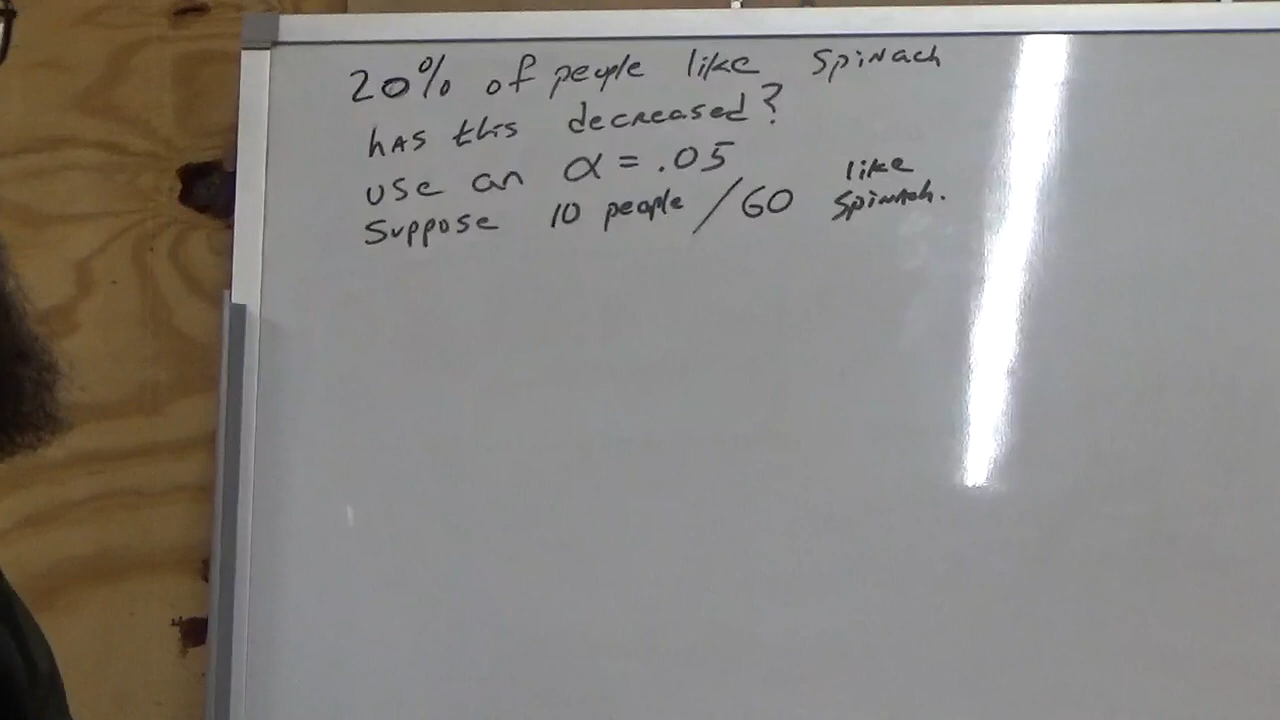 20% of people like spinach
has this decreased?
use an α = .05
suppose 10 people / 60 like spinach.